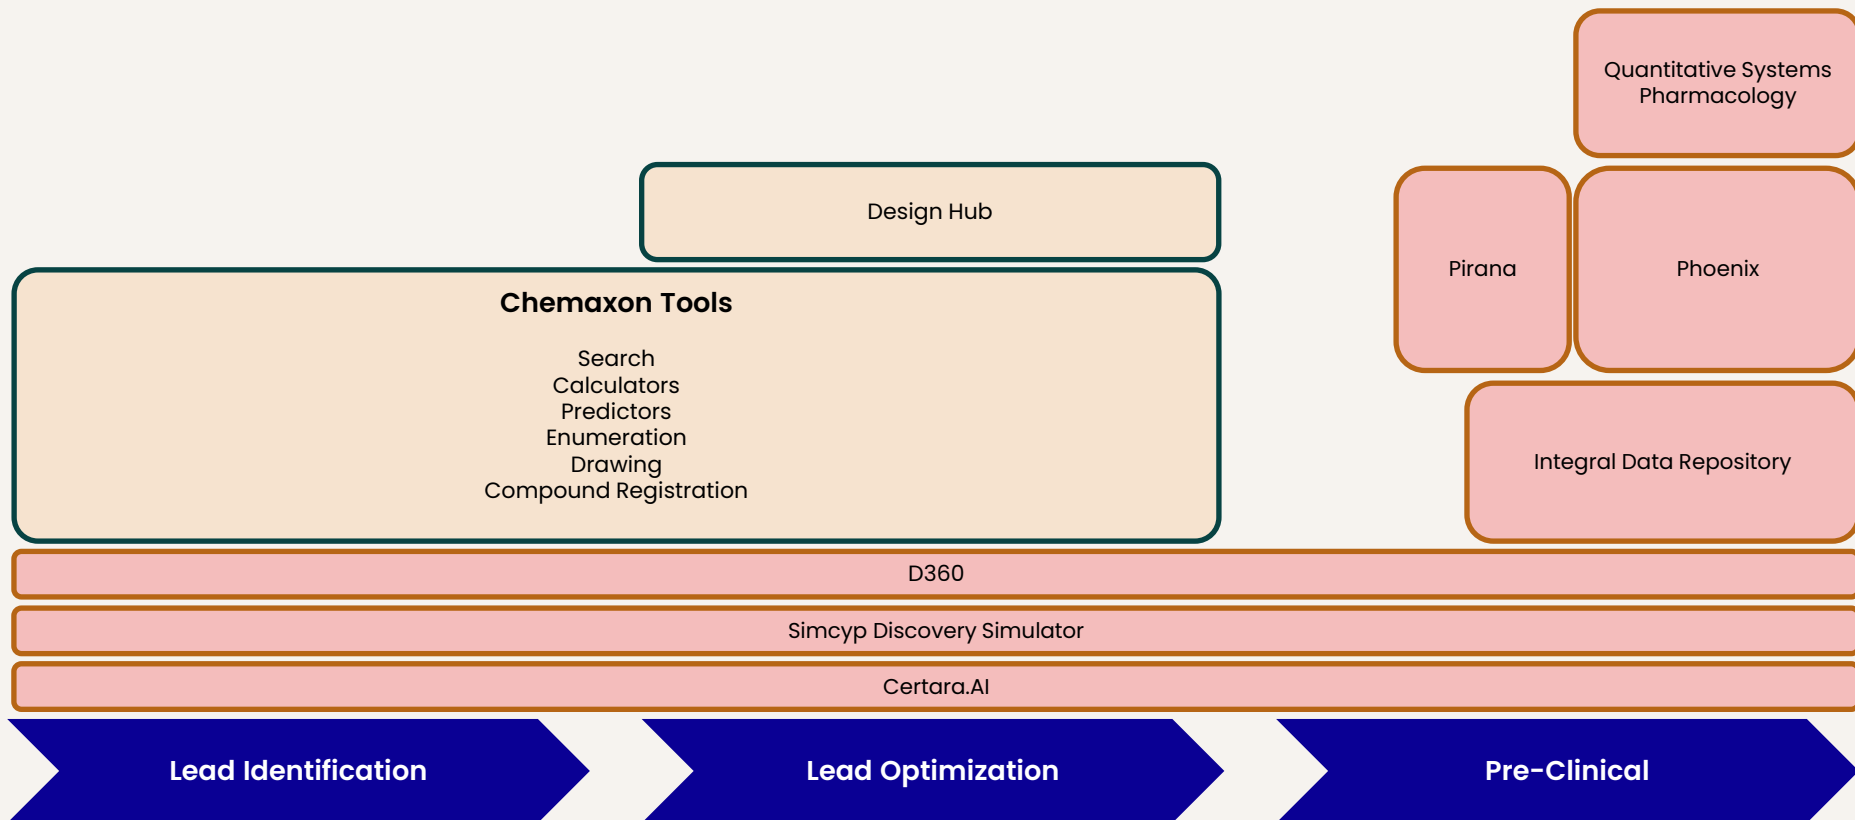 Quantitative Systems
Pharmacology
Design Hub
Pirana
Phoenix
Chemaxon Tools
Search
Calculators
Predictors
Enumeration
Drawing
Compound Registration
Integral Data Repository
D360
Simcyp Discovery Simulator
Certara.AI
Lead Identification
Lead Optimization
Pre-Clinical